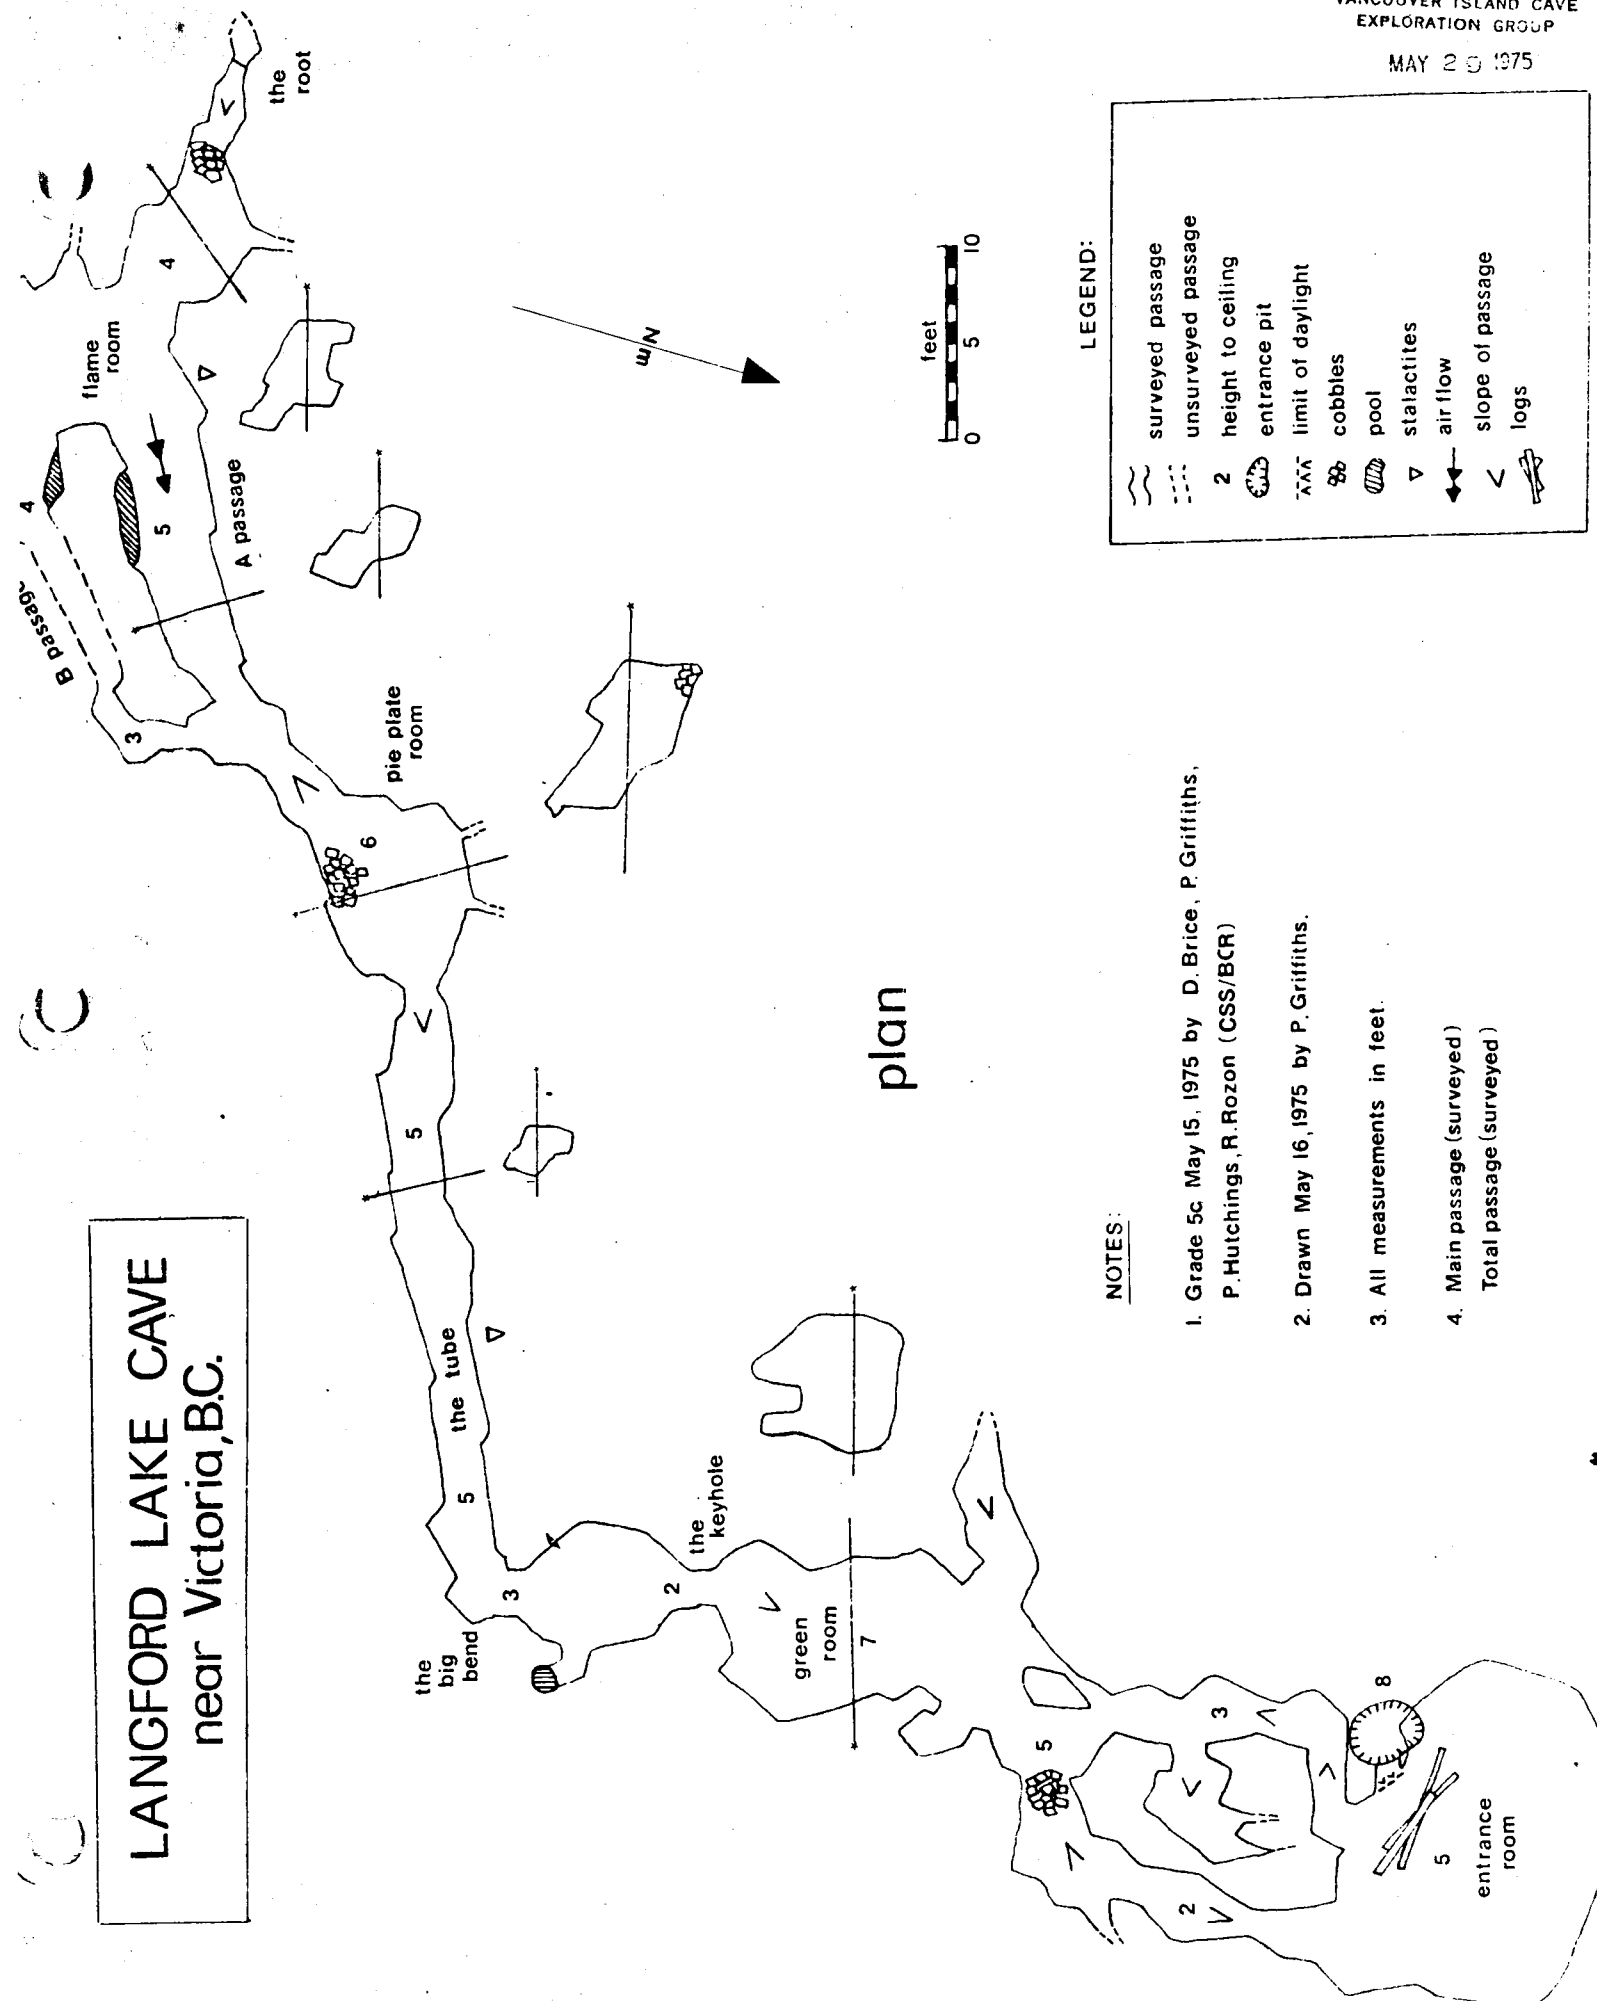 VANCOUVER ISLAND CAVE
EXPLORATION GROUP
MAY 20 1975
LANGFORD LAKE CAVE
near Victoria, B.C.
the
root
4
flame
room
4
5
A passage
B passage
3
pie plate
room
6
5
the tube
5
the
big
bend
3
2
the
keyhole
green
room
7
5
3
8
2
5
entrance
room
Nm
feet
0 5 10
plan
LEGEND:
surveyed passage
unsurveyed passage
2 height to ceiling
entrance pit
limit of daylight
cobbles
pool
stalactites
air flow
slope of passage
logs
NOTES:
1. Grade 5c, May 15, 1975 by D. Brice, P. Griffiths,
P. Hutchings, R. Rozon (CSS/BCR)
2. Drawn May 16, 1975 by P. Griffiths.
3. All measurements in feet.
4. Main passage (surveyed)
Total passage (surveyed)